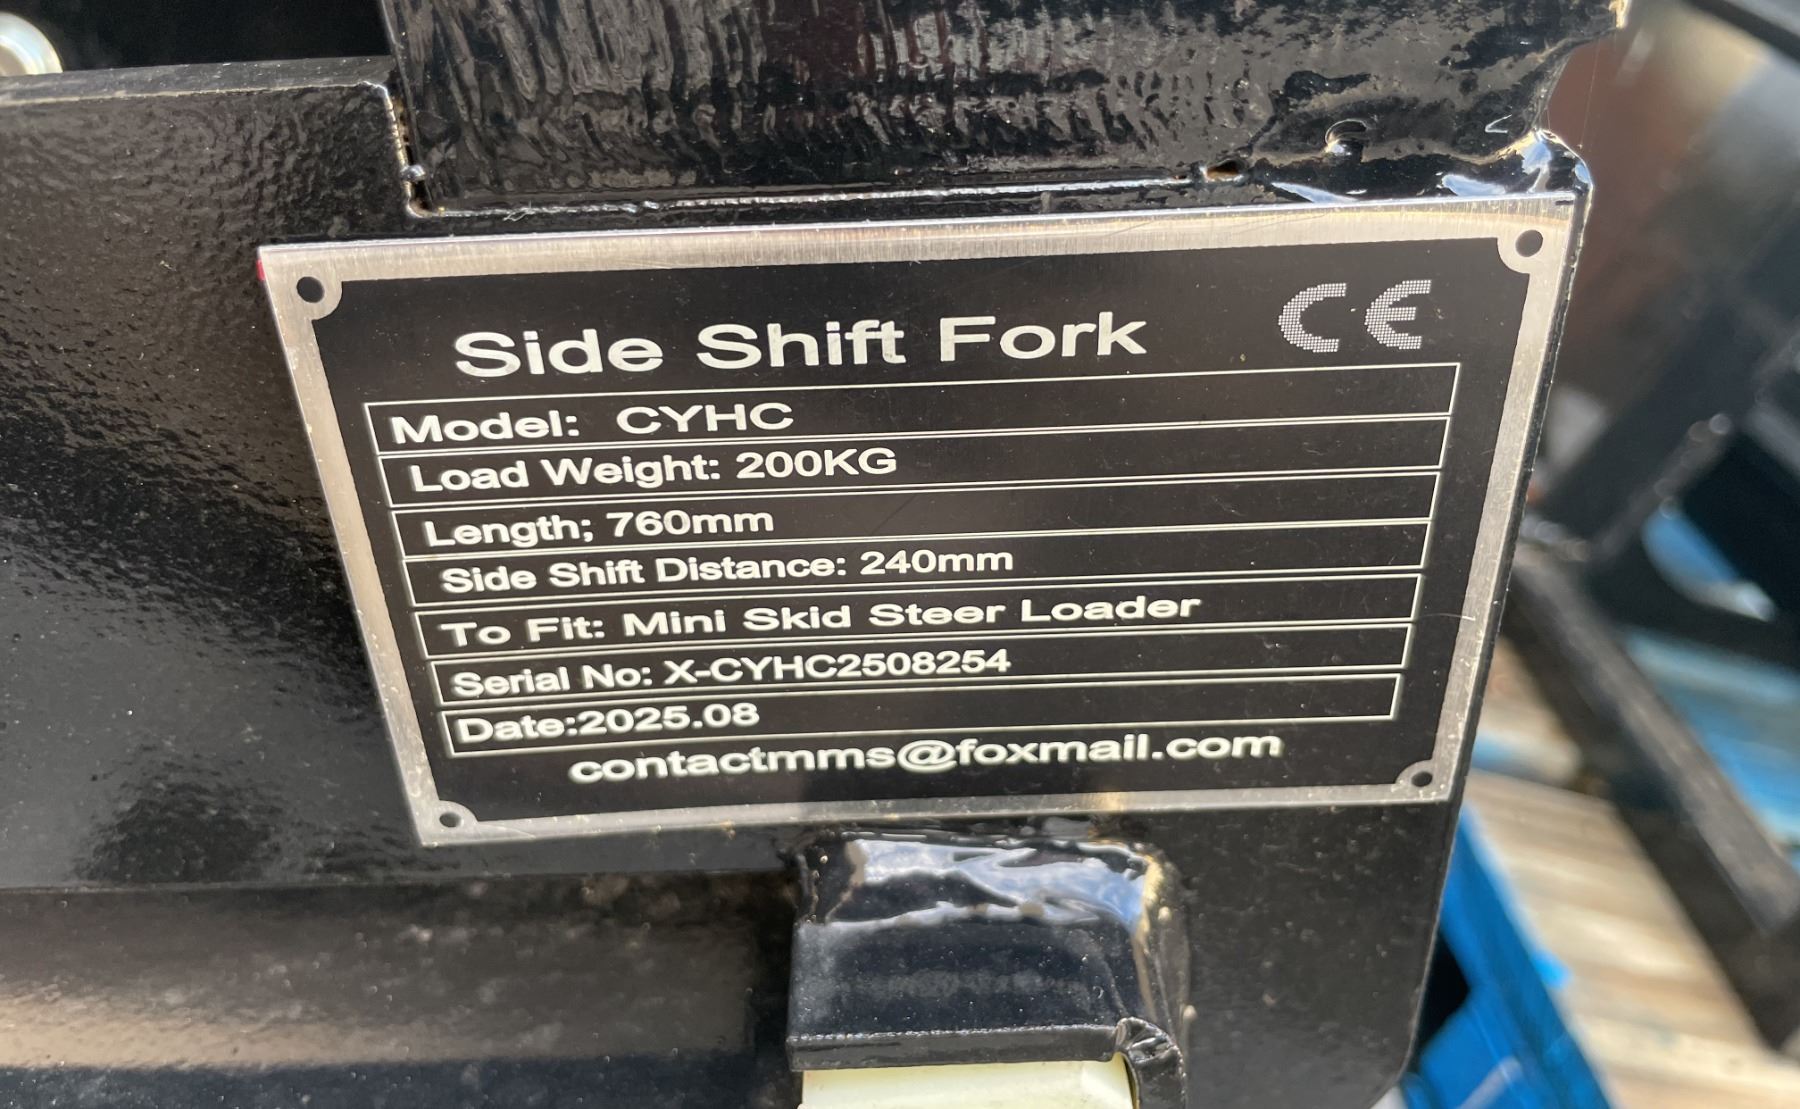 Side Shift Fork CE
Model: CYHC
Load Weight: 200KG
Length; 760mm
Side Shift Distance: 240mm
To Fit: Mini Skid Steer Loader
Serial No: X-CYHC2508254
Date:2025.08
contactmms@foxmail.com